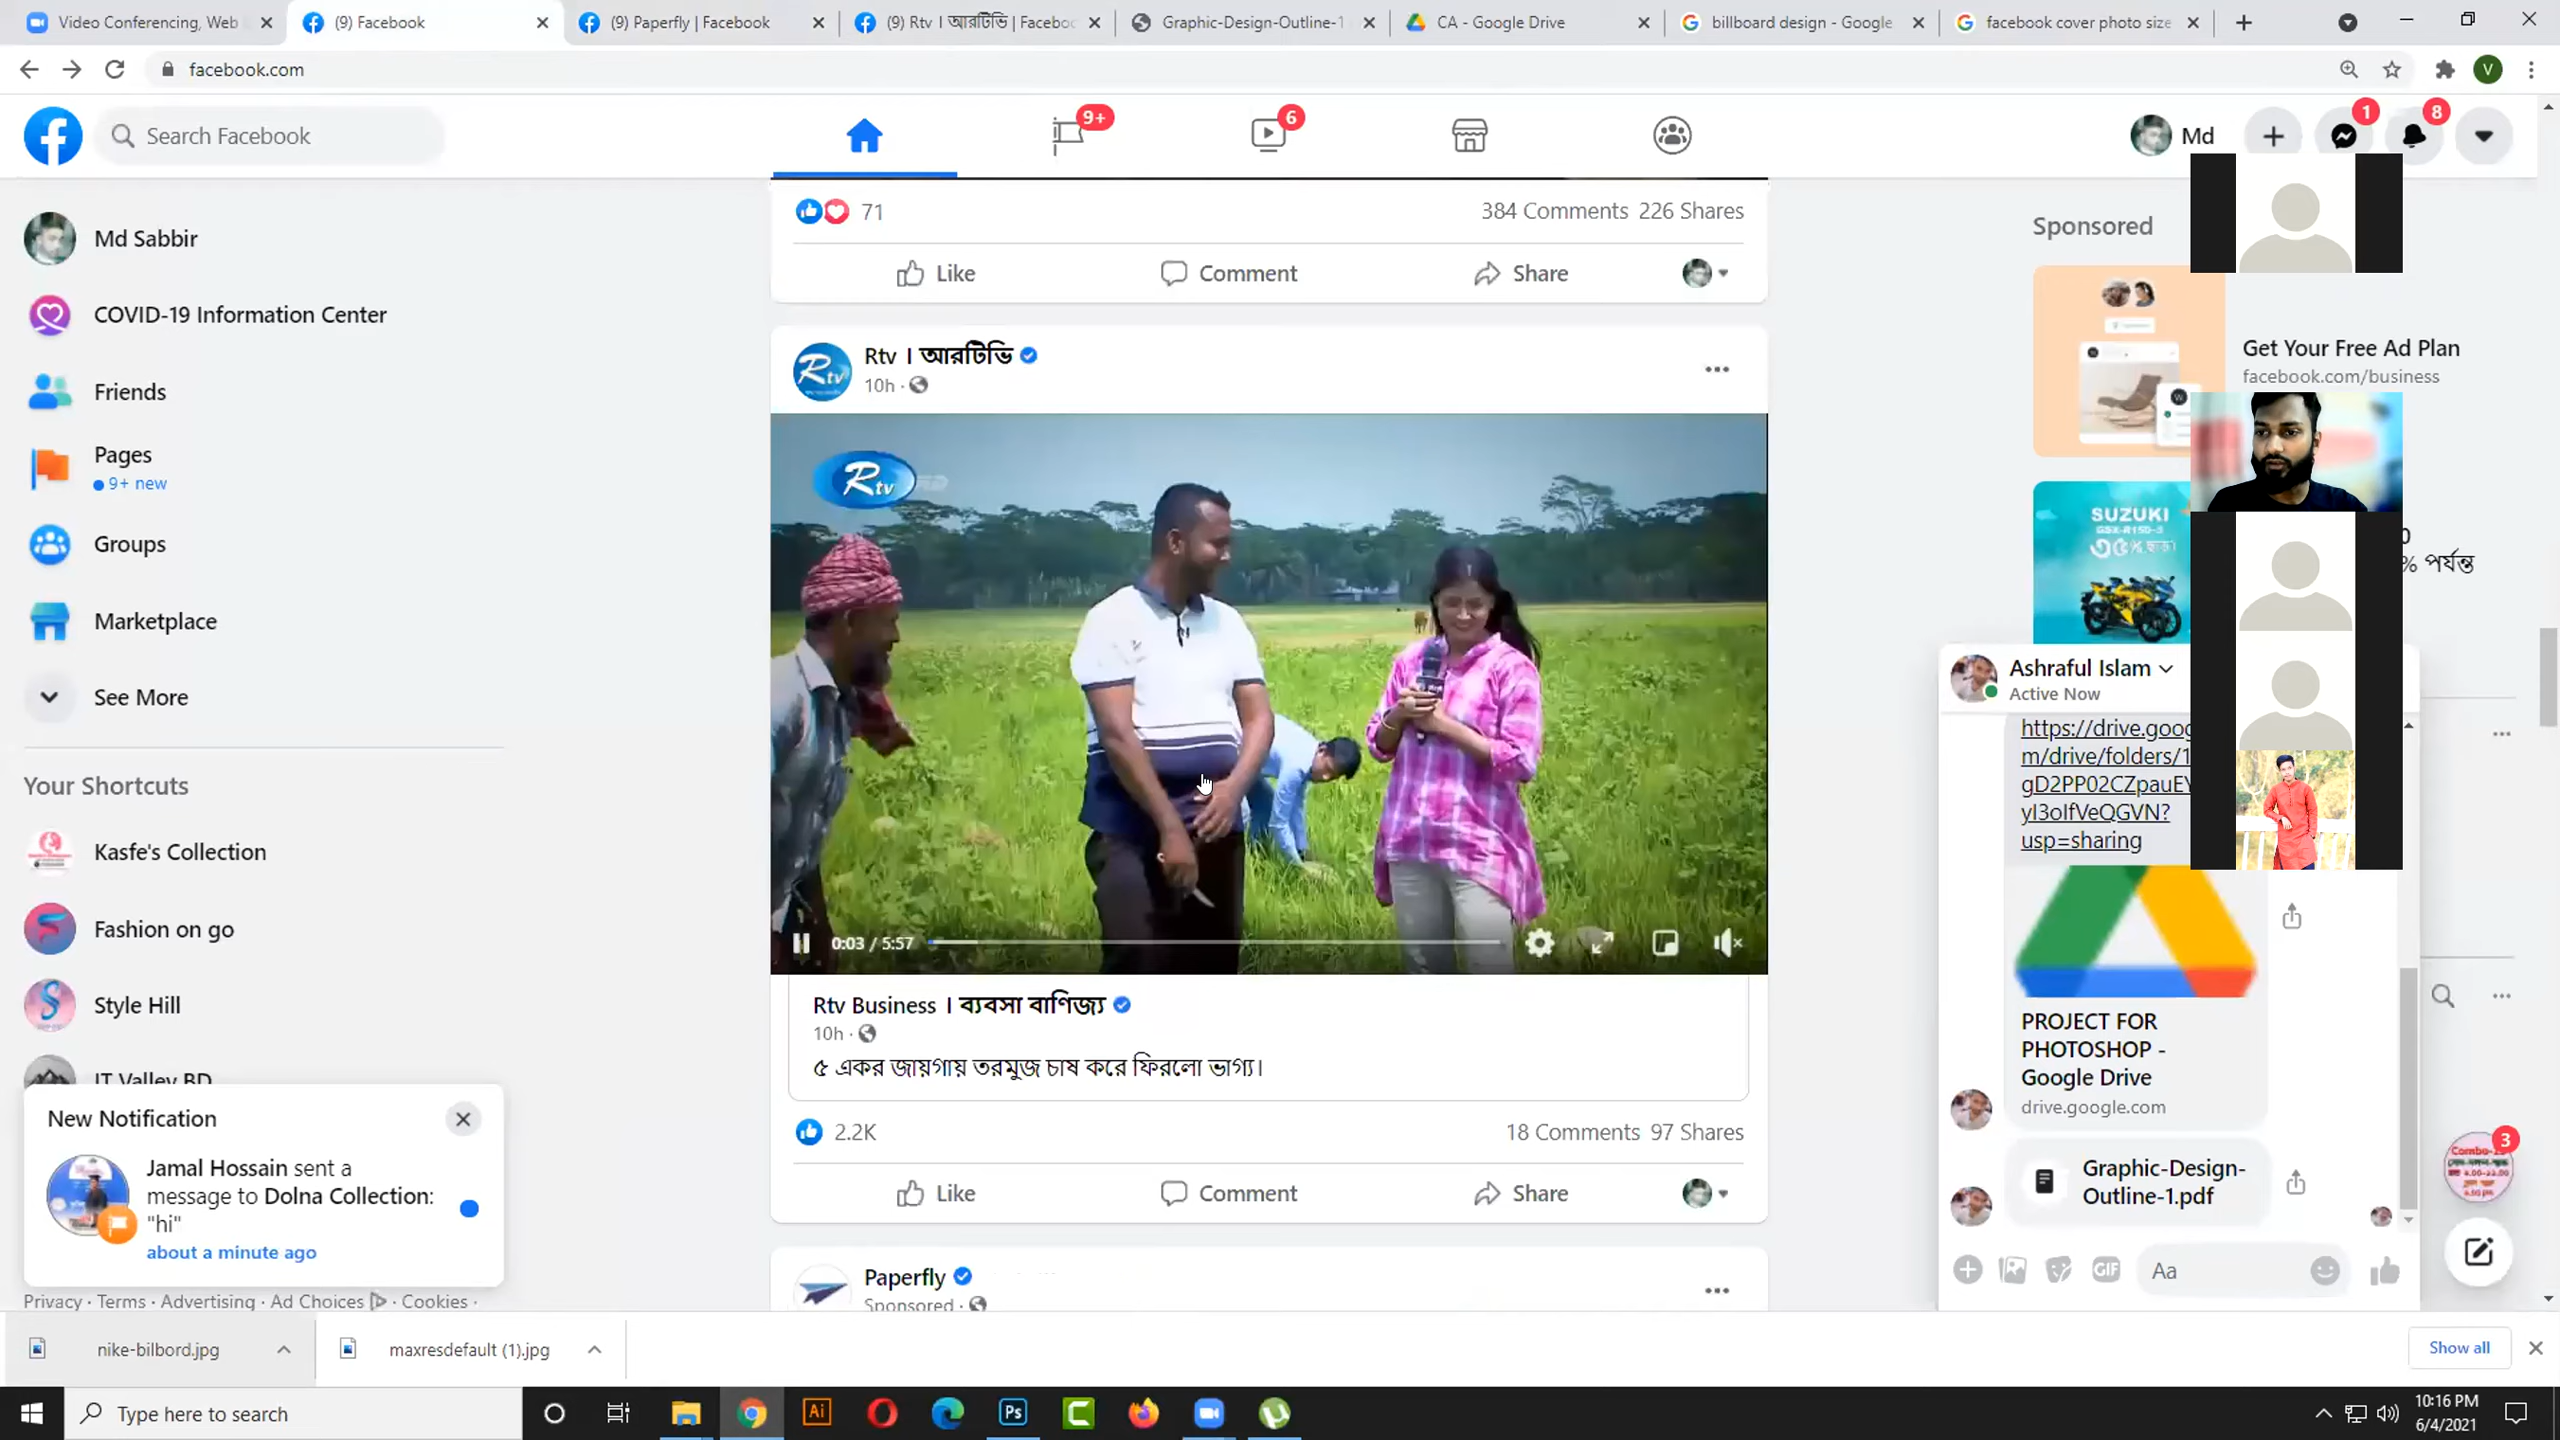 Video Conferencing, Web
(9) Facebook
(9) Paperfly | Facebook
(9) Rtv । আরটিভি | Faceboo
Graphic-Design-Outline-1
CA - Google Drive
billboard design - Google
facebook cover photo size
facebook.com
V
Search Facebook
9+
6
Md
1
8
Md Sabbir
COVID-19 Information Center
Friends
Pages
9+ new
Groups
Marketplace
See More
Your Shortcuts
Kasfe's Collection
Fashion on go
Style Hill
IT Valley BD
New Notification
Jamal Hossain sent a
message to Dolna Collection:
"hi"
about a minute ago
Privacy · Terms · Advertising · Ad Choices · Cookies ·
71
384 Comments 226 Shares
Like
Comment
Share
Rtv । আরটিভি
10h ·
Rtv
0:03 / 5:57
Rtv Business । ব্যবসা বাণিজ্য
10h ·
৫ একর জায়গায় তরমুজ চাষ করে ফিরলো ভাগ্য।
2.2K
18 Comments 97 Shares
Like
Comment
Share
Paperfly
Sponsored ·
Sponsored
Get Your Free Ad Plan
facebook.com/business
SUZUKI
GSX-R150
% পর্যন্ত
Ashraful Islam
Active Now
https://drive.goog
m/drive/folders/1
gD2PP02CZpauEY
yI3oIfVeQGVN?
usp=sharing
PROJECT FOR
PHOTOSHOP -
Google Drive
drive.google.com
Graphic-Design-
Outline-1.pdf
GIF
Aa
3
nike-bilbord.jpg
maxresdefault (1).jpg
Show all
Type here to search
Ai
Ps
10:16 PM
6/4/2021